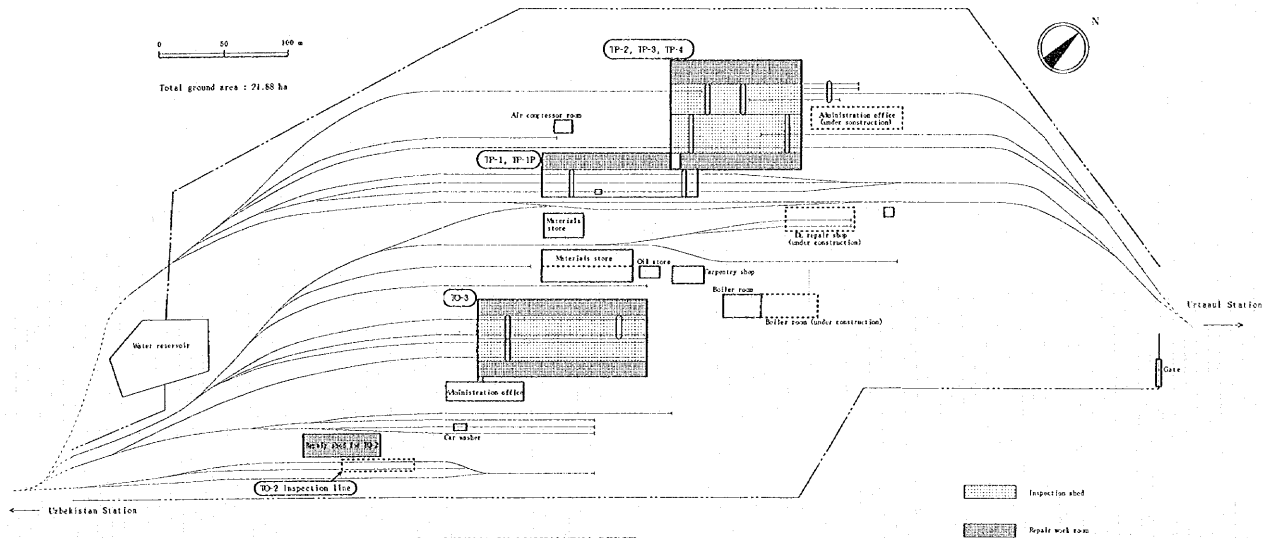 N
0 50 100 m
Total ground area : 21.88 ha
TP-2, TP-3, TP-4
Administration office
(under construction)
Air compressor room
TP-1, TP-1P
Materials
store
EL repair shop
(under construction)
Materials store
Oil store
Carpentry shop
Boiler room
Boiler room (under construction)
TO-3
Urtaaul Station
Water reservoir
Gate
Administration office
Car washer
TO-2 Inspection line
Uzbekistan Station
Inspection shed
Repair work room